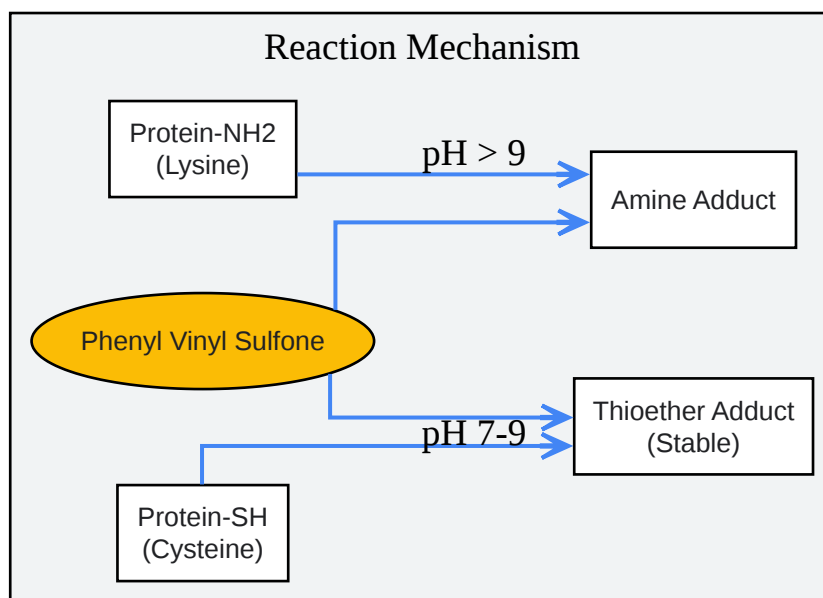 Reaction Mechanism
Protein-NH2
(Lysine)
pH > 9
Amine Adduct
Phenyl Vinyl Sulfone
Thioether Adduct
(Stable)
pH 7-9
Protein-SH
(Cysteine)